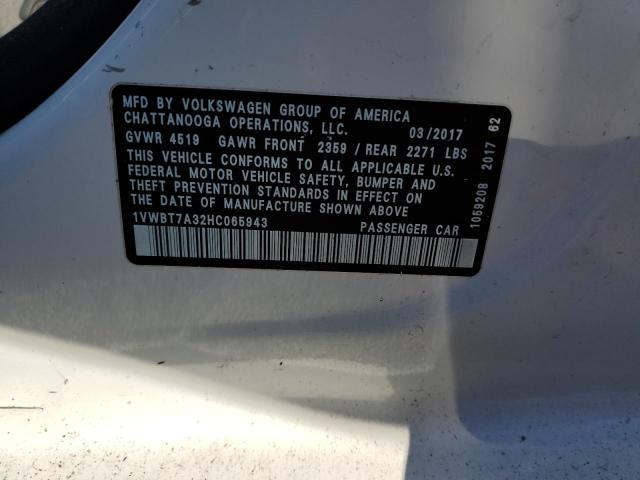 MFD BY VOLKSWAGEN GROUP OF AMERICA
CHATTANOOGA OPERATIONS, LLC. 03/2017
GVWR 4519 GAWR FRONT 2359 / REAR 2271 LBS
THIS VEHICLE CONFORMS TO ALL APPLICABLE U.S.
FEDERAL MOTOR VEHICLE SAFETY, BUMPER AND
THEFT PREVENTION STANDARDS IN EFFECT ON
THE DATE OF MANUFACTURE SHOWN ABOVE
1VWBT7A32HC065943 PASSENGER CAR
1059208 2017 62